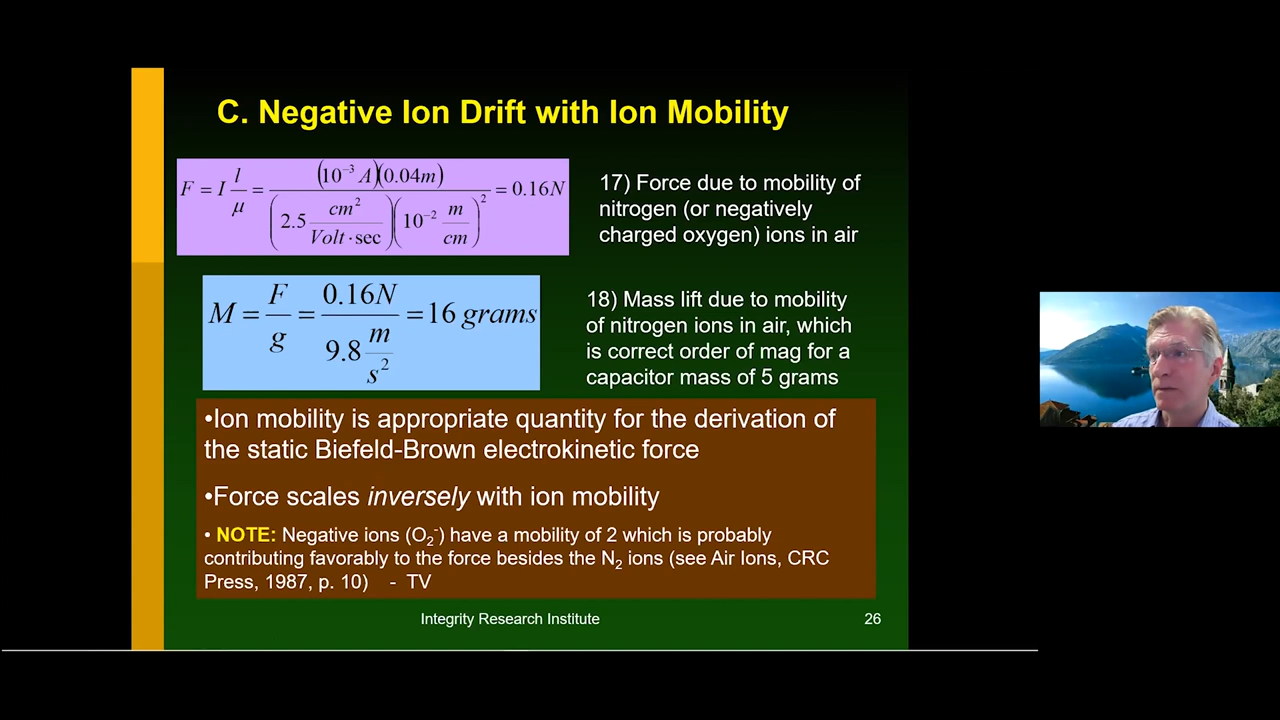 C. Negative Ion Drift with Ion Mobility
F = I l/μ = (10⁻³ A)(0.04m) / (2.5 cm²/Volt·sec)(10⁻² m/cm)² = 0.16N
17) Force due to mobility of
nitrogen (or negatively
charged oxygen) ions in air
M = F/g = 0.16N / 9.8 m/s² = 16 grams
18) Mass lift due to mobility
of nitrogen ions in air, which
is correct order of mag for a
capacitor mass of 5 grams
•Ion mobility is appropriate quantity for the derivation of
the static Biefeld-Brown electrokinetic force
•Force scales inversely with ion mobility
• NOTE: Negative ions (O₂⁻) have a mobility of 2 which is probably
contributing favorably to the force besides the N₂ ions (see Air Ions, CRC
Press, 1987, p. 10) - TV
Integrity Research Institute 26